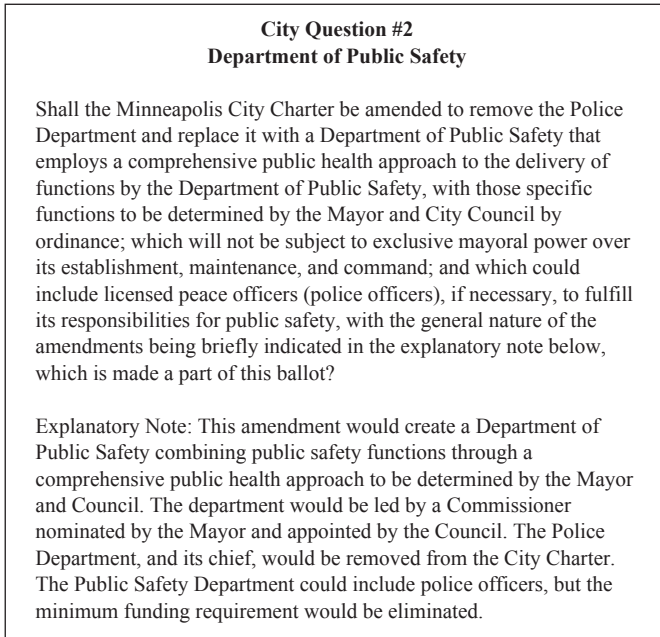 City Question #2
Department of Public Safety
Shall the Minneapolis City Charter be amended to remove the Police
Department and replace it with a Department of Public Safety that
employs a comprehensive public health approach to the delivery of
functions by the Department of Public Safety, with those specific
functions to be determined by the Mayor and City Council by
ordinance; which will not be subject to exclusive mayoral power over
its establishment, maintenance, and command; and which could
include licensed peace officers (police officers), if necessary, to fulfill
its responsibilities for public safety, with the general nature of the
amendments being briefly indicated in the explanatory note below,
which is made a part of this ballot?
Explanatory Note: This amendment would create a Department of
Public Safety combining public safety functions through a
comprehensive public health approach to be determined by the Mayor
and Council. The department would be led by a Commissioner
nominated by the Mayor and appointed by the Council. The Police
Department, and its chief, would be removed from the City Charter.
The Public Safety Department could include police officers, but the
minimum funding requirement would be eliminated.